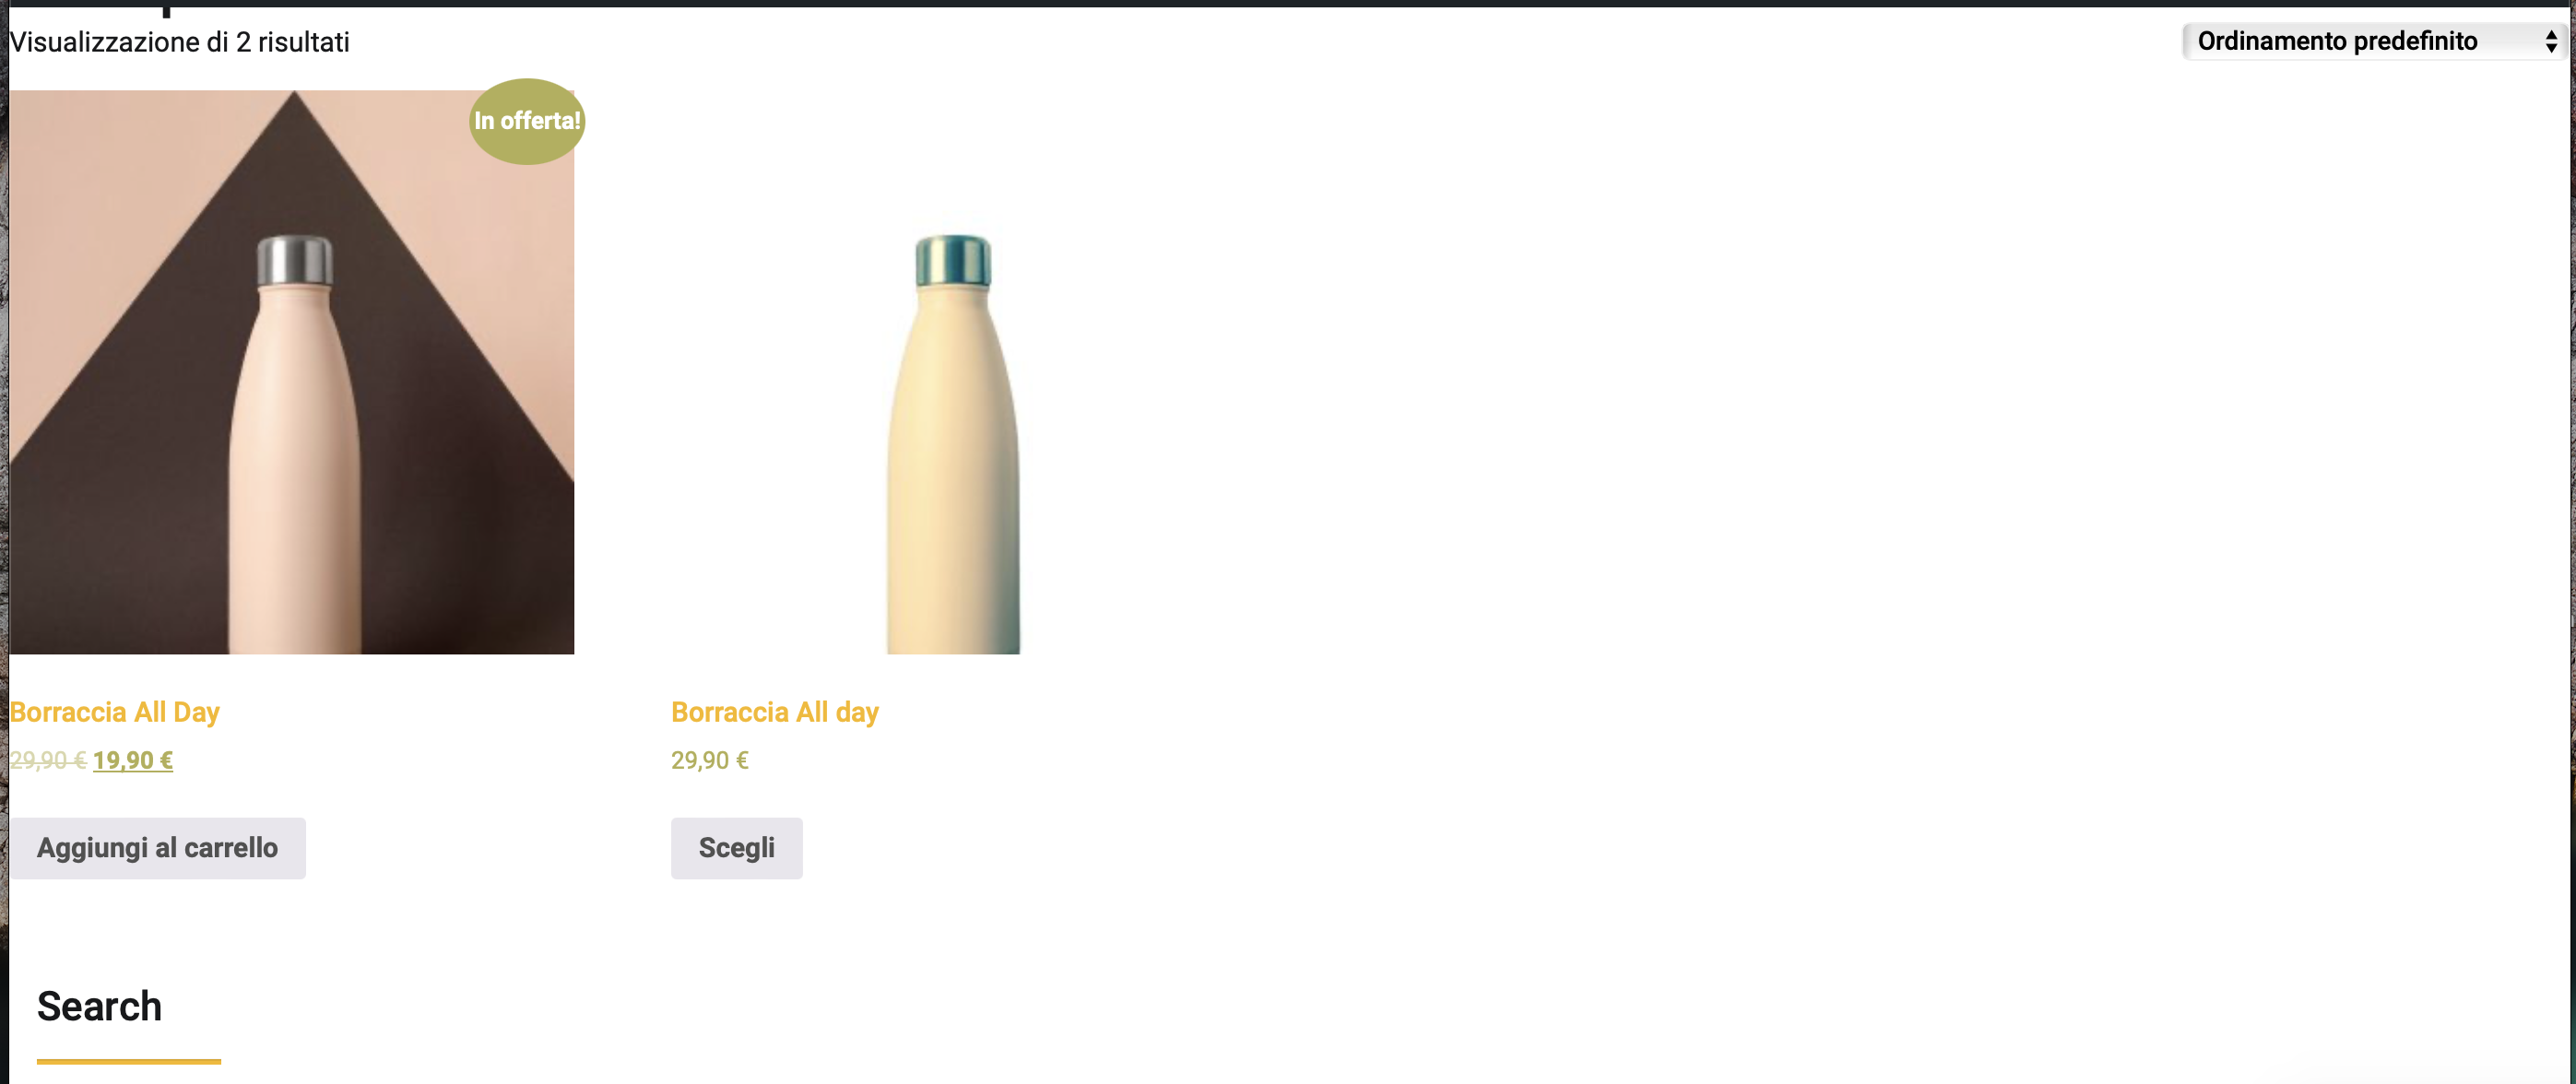 Visualizzazione di 2 risultati
Ordinamento predefinito
In offerta!
Borraccia All Day
29,90 € 19,90 €
Aggiungi al carrello
Borraccia All day
29,90 €
Scegli
Search